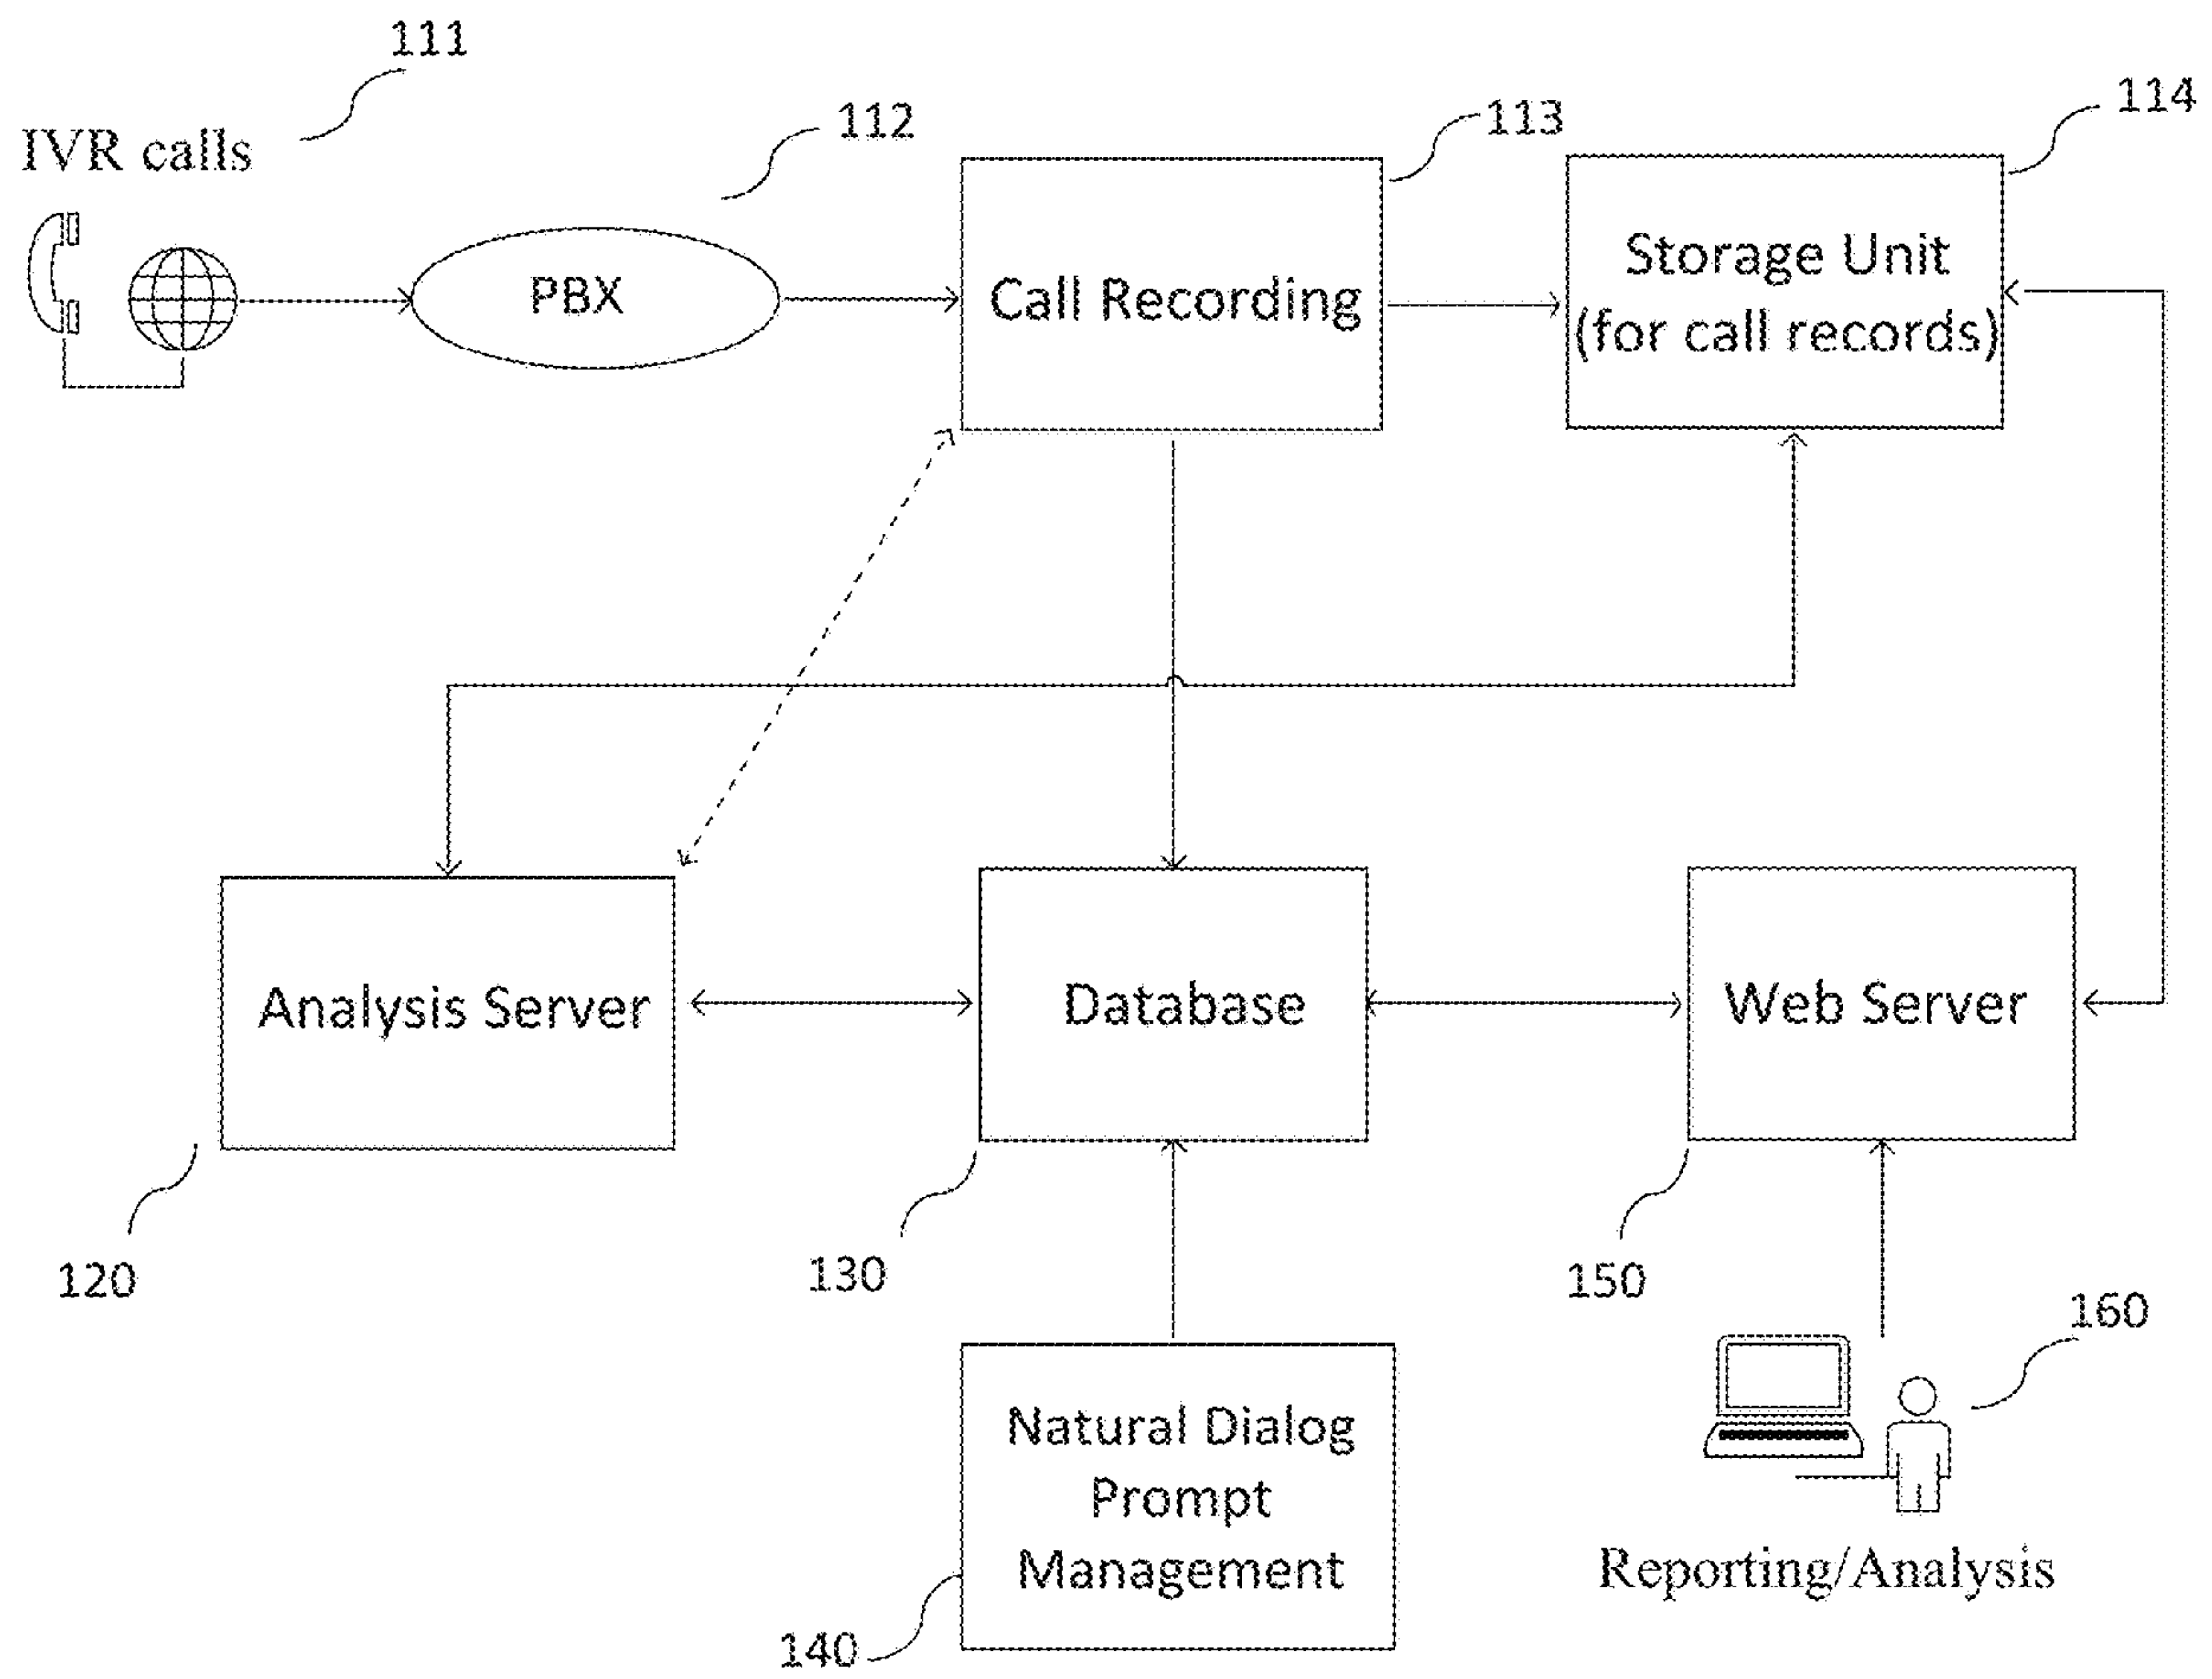 111
IVR calls
112
113
114
PBX
Call Recording
Storage Unit
(for call records)
Analysis Server
Database
Web Server
120
130
150
160
Natural Dialog
Prompt
Management
140
Reporting/Analysis